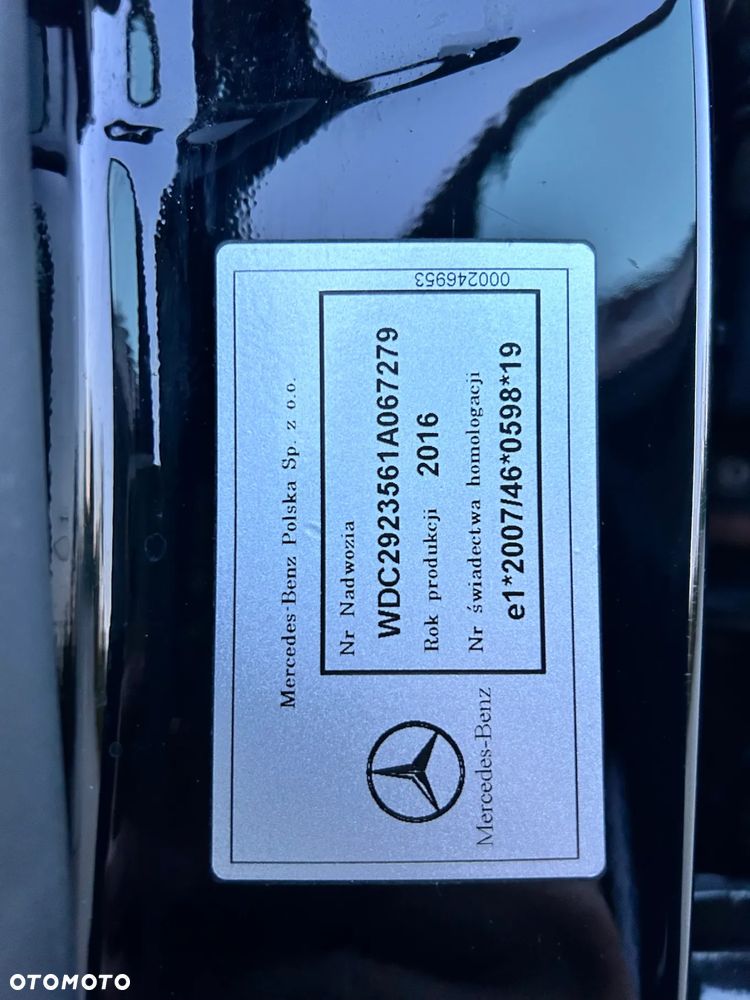 Mercedes-Benz Polska Sp. z o.o.
Nr Nadwozia
WDC2923561A067279
Rok produkcji 2016
Nr świadectwa homologacji
e1*2007/46*0598*19
000246953
Mercedes-Benz
OTOMOTO